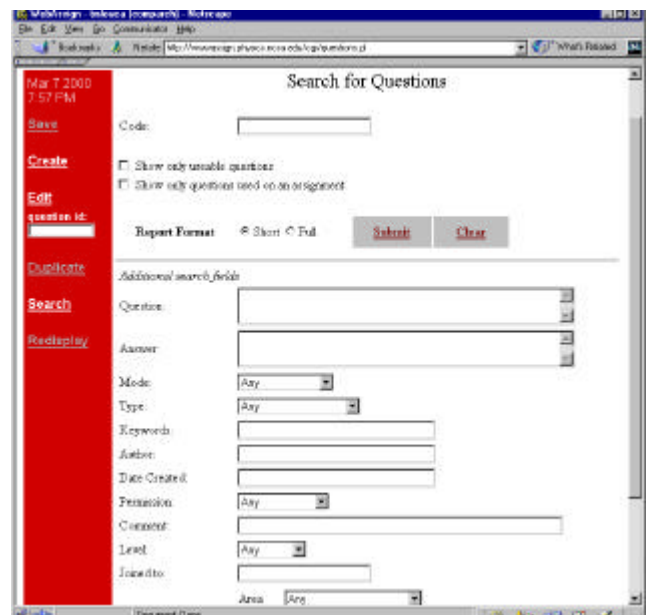 File Edit View Go Communicator Help
Bookmarks What's Related
Mar 7 2000
7:57 PM
Save
Create
Edit
question id:
Duplicate
Search
Redisplay
Search for Questions
Code:
Show only useable questions
Show only questions used on an assignment
Report Format Short Full Submit Clear
Additional search fields
Question:
Answer:
Mode: Any
Type: Any
Keywords:
Author:
Date Created:
Permission: Any
Comment:
Level: Any
Joined to:
Area Any